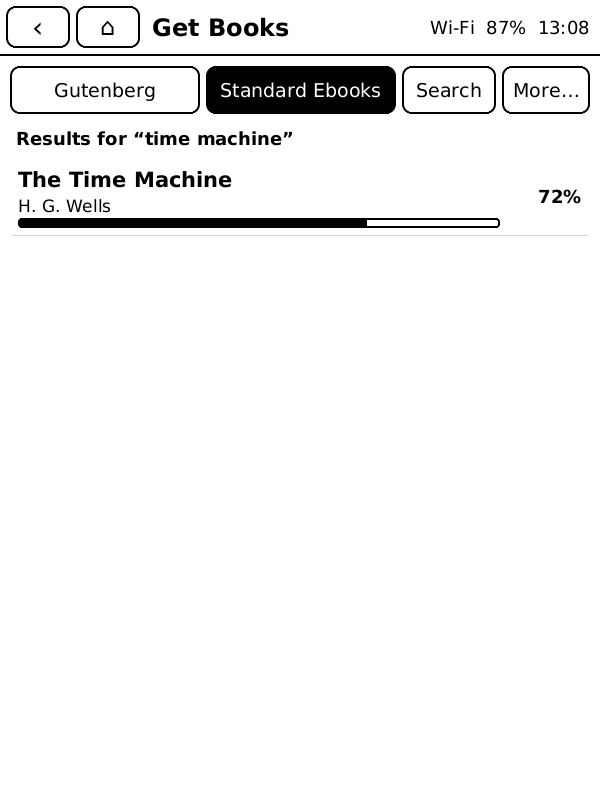 ‹ ⌂ Get Books Wi-Fi 87% 13:08
Gutenberg Standard Ebooks Search More…
Results for “time machine”
The Time Machine
72%
H. G. Wells